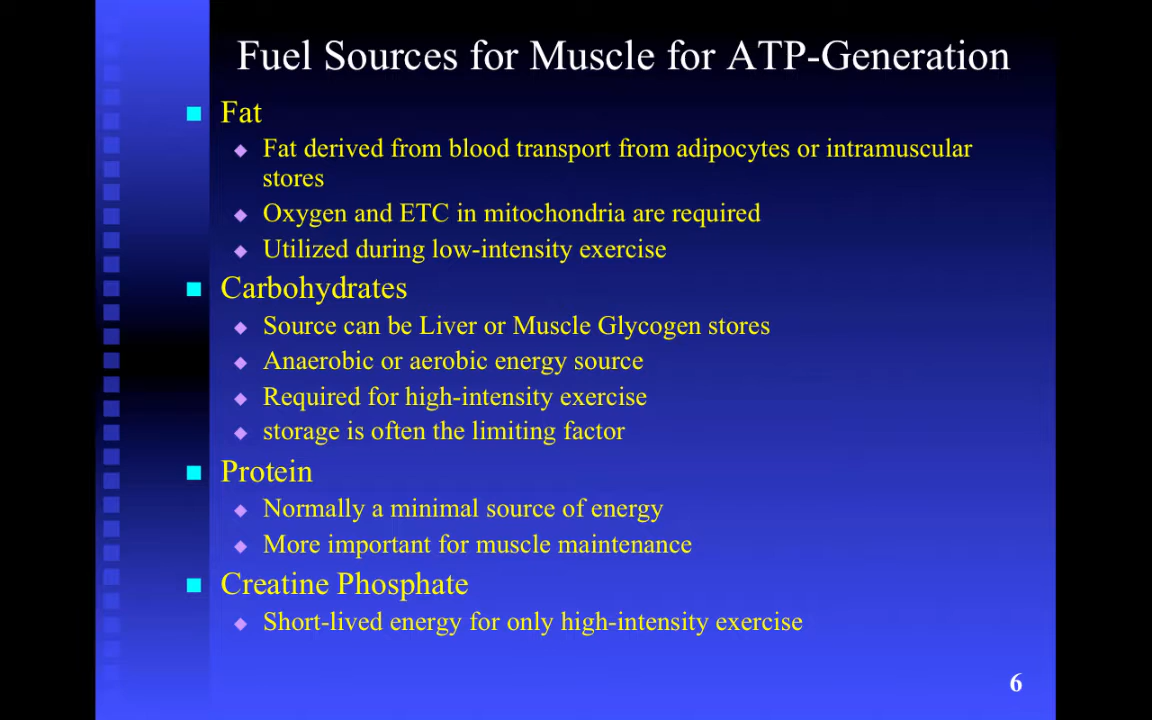 Fuel Sources for Muscle for ATP-Generation
Fat
Fat derived from blood transport from adipocytes or intramuscular
stores
Oxygen and ETC in mitochondria are required
Utilized during low-intensity exercise
Carbohydrates
Source can be Liver or Muscle Glycogen stores
Anaerobic or aerobic energy source
Required for high-intensity exercise
storage is often the limiting factor
Protein
Normally a minimal source of energy
More important for muscle maintenance
Creatine Phosphate
Short-lived energy for only high-intensity exercise
6